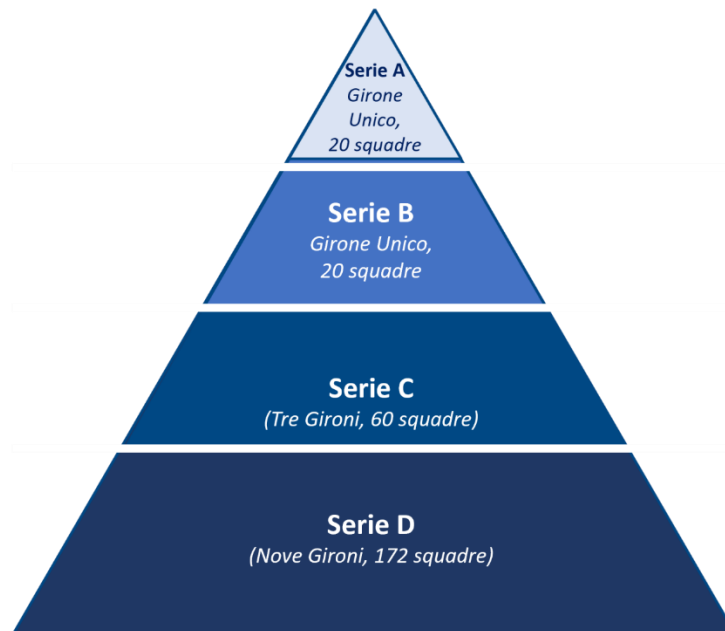 Serie A
Girone
Unico,
20 squadre
Serie B
Girone Unico,
20 squadre
Serie C
(Tre Gironi, 60 squadre)
Serie D
(Nove Gironi, 172 squadre)